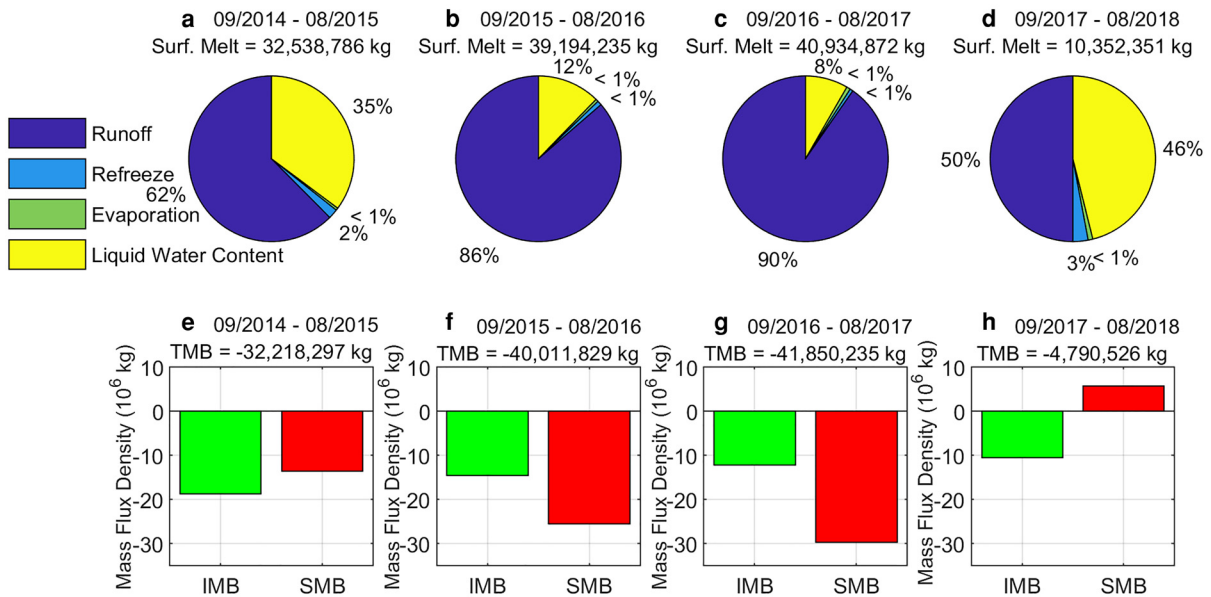 a 09/2014 - 08/2015
Surf. Melt = 32,538,786 kg
35%
62%
< 1%
2%
Runoff
Refreeze
Evaporation
Liquid Water Content
b 09/2015 - 08/2016
Surf. Melt = 39,194,235 kg
12%
< 1%
< 1%
86%
c 09/2016 - 08/2017
Surf. Melt = 40,934,872 kg
8%
< 1%
< 1%
90%
d 09/2017 - 08/2018
Surf. Melt = 10,352,351 kg
50%
46%
3%
< 1%
e 09/2014 - 08/2015
TMB = -32,218,297 kg
Mass Flux Density (10^6 kg)
10
0
-10
-20
-30
IMB SMB
f 09/2015 - 08/2016
TMB = -40,011,829 kg
Mass Flux Density (10^6 kg)
10
0
-10
-20
-30
IMB SMB
g 09/2016 - 08/2017
TMB = -41,850,235 kg
Mass Flux Density (10^6 kg)
10
0
-10
-20
-30
IMB SMB
h 09/2017 - 08/2018
TMB = -4,790,526 kg
Mass Flux Density (10^6 kg)
10
0
-10
-20
-30
IMB SMB